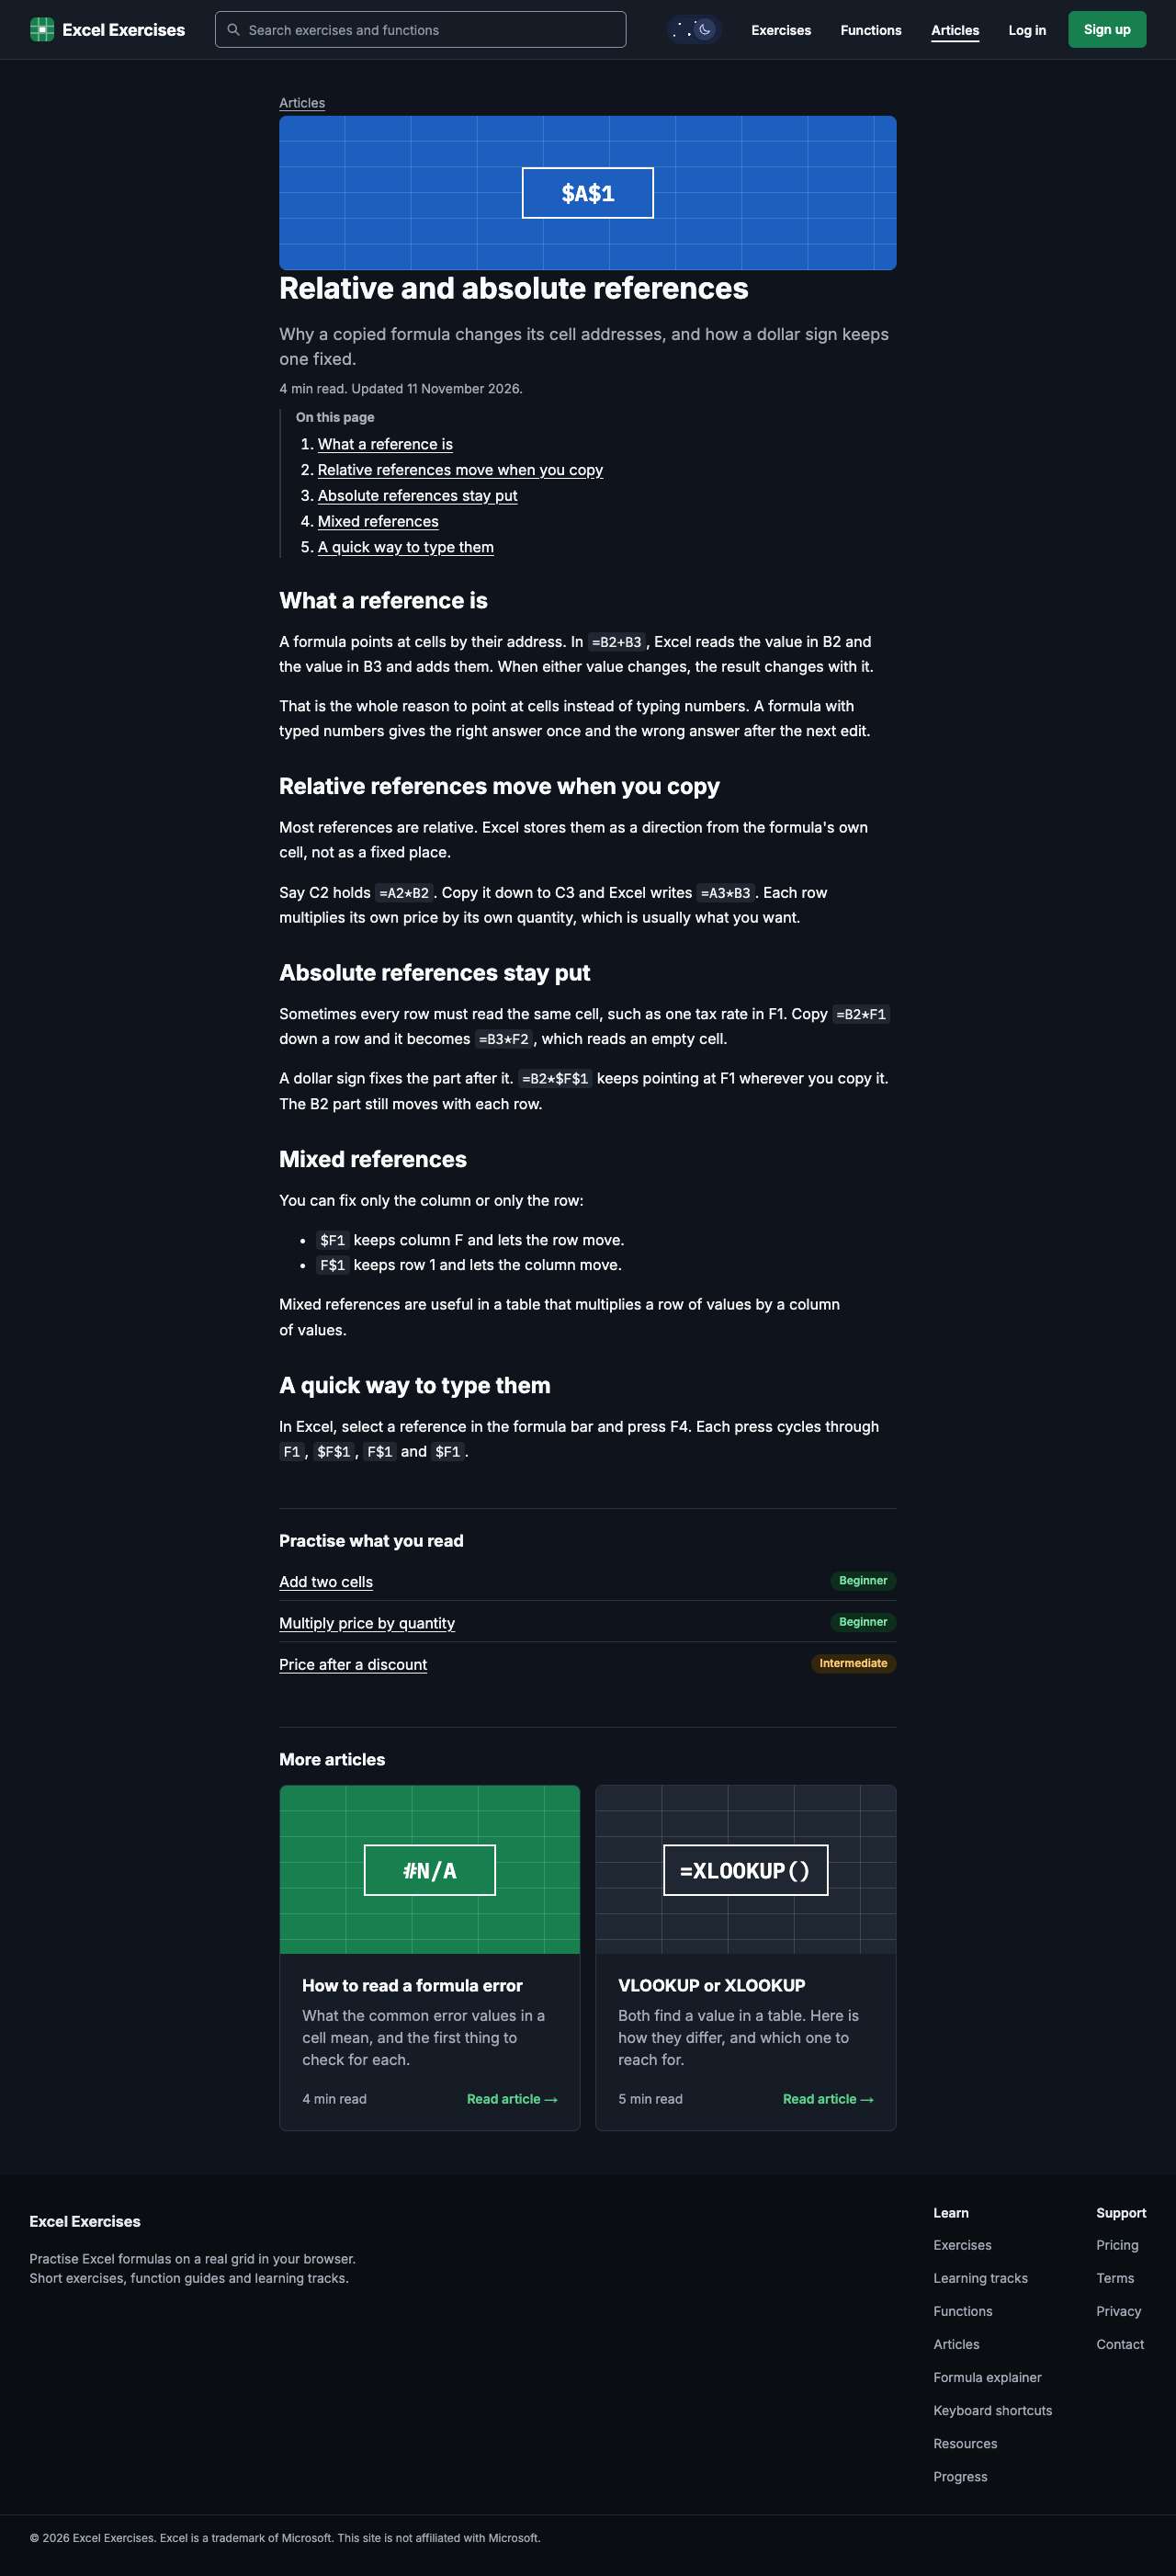 Excel Exercises
Search exercises and functions
Exercises
Functions
Articles
Log in
Sign up
Articles
$A$1
Relative and absolute references
Why a copied formula changes its cell addresses, and how a dollar sign keeps
one fixed.
4 min read. Updated 11 November 2026.
On this page
1. What a reference is
2. Relative references move when you copy
3. Absolute references stay put
4. Mixed references
5. A quick way to type them
What a reference is
A formula points at cells by their address. In =B2+B3, Excel reads the value in B2 and
the value in B3 and adds them. When either value changes, the result changes with it.
That is the whole reason to point at cells instead of typing numbers. A formula with
typed numbers gives the right answer once and the wrong answer after the next edit.
Relative references move when you copy
Most references are relative. Excel stores them as a direction from the formula's own
cell, not as a fixed place.
Say C2 holds =A2*B2. Copy it down to C3 and Excel writes =A3*B3. Each row
multiplies its own price by its own quantity, which is usually what you want.
Absolute references stay put
Sometimes every row must read the same cell, such as one tax rate in F1. Copy =B2*F1
down a row and it becomes =B3*F2, which reads an empty cell.
A dollar sign fixes the part after it. =B2*$F$1 keeps pointing at F1 wherever you copy it.
The B2 part still moves with each row.
Mixed references
You can fix only the column or only the row:
• $F1 keeps column F and lets the row move.
• F$1 keeps row 1 and lets the column move.
Mixed references are useful in a table that multiplies a row of values by a column
of values.
A quick way to type them
In Excel, select a reference in the formula bar and press F4. Each press cycles through
F1, $F$1, F$1 and $F1.
Practise what you read
Add two cells
Beginner
Multiply price by quantity
Beginner
Price after a discount
Intermediate
More articles
#N/A
How to read a formula error
What the common error values in a
cell mean, and the first thing to
check for each.
4 min read
Read article →
=XLOOKUP()
VLOOKUP or XLOOKUP
Both find a value in a table. Here is
how they differ, and which one to
reach for.
5 min read
Read article →
Excel Exercises
Practise Excel formulas on a real grid in your browser.
Short exercises, function guides and learning tracks.
Learn
Exercises
Learning tracks
Functions
Articles
Formula explainer
Keyboard shortcuts
Resources
Progress
Support
Pricing
Terms
Privacy
Contact
© 2026 Excel Exercises. Excel is a trademark of Microsoft. This site is not affiliated with Microsoft.